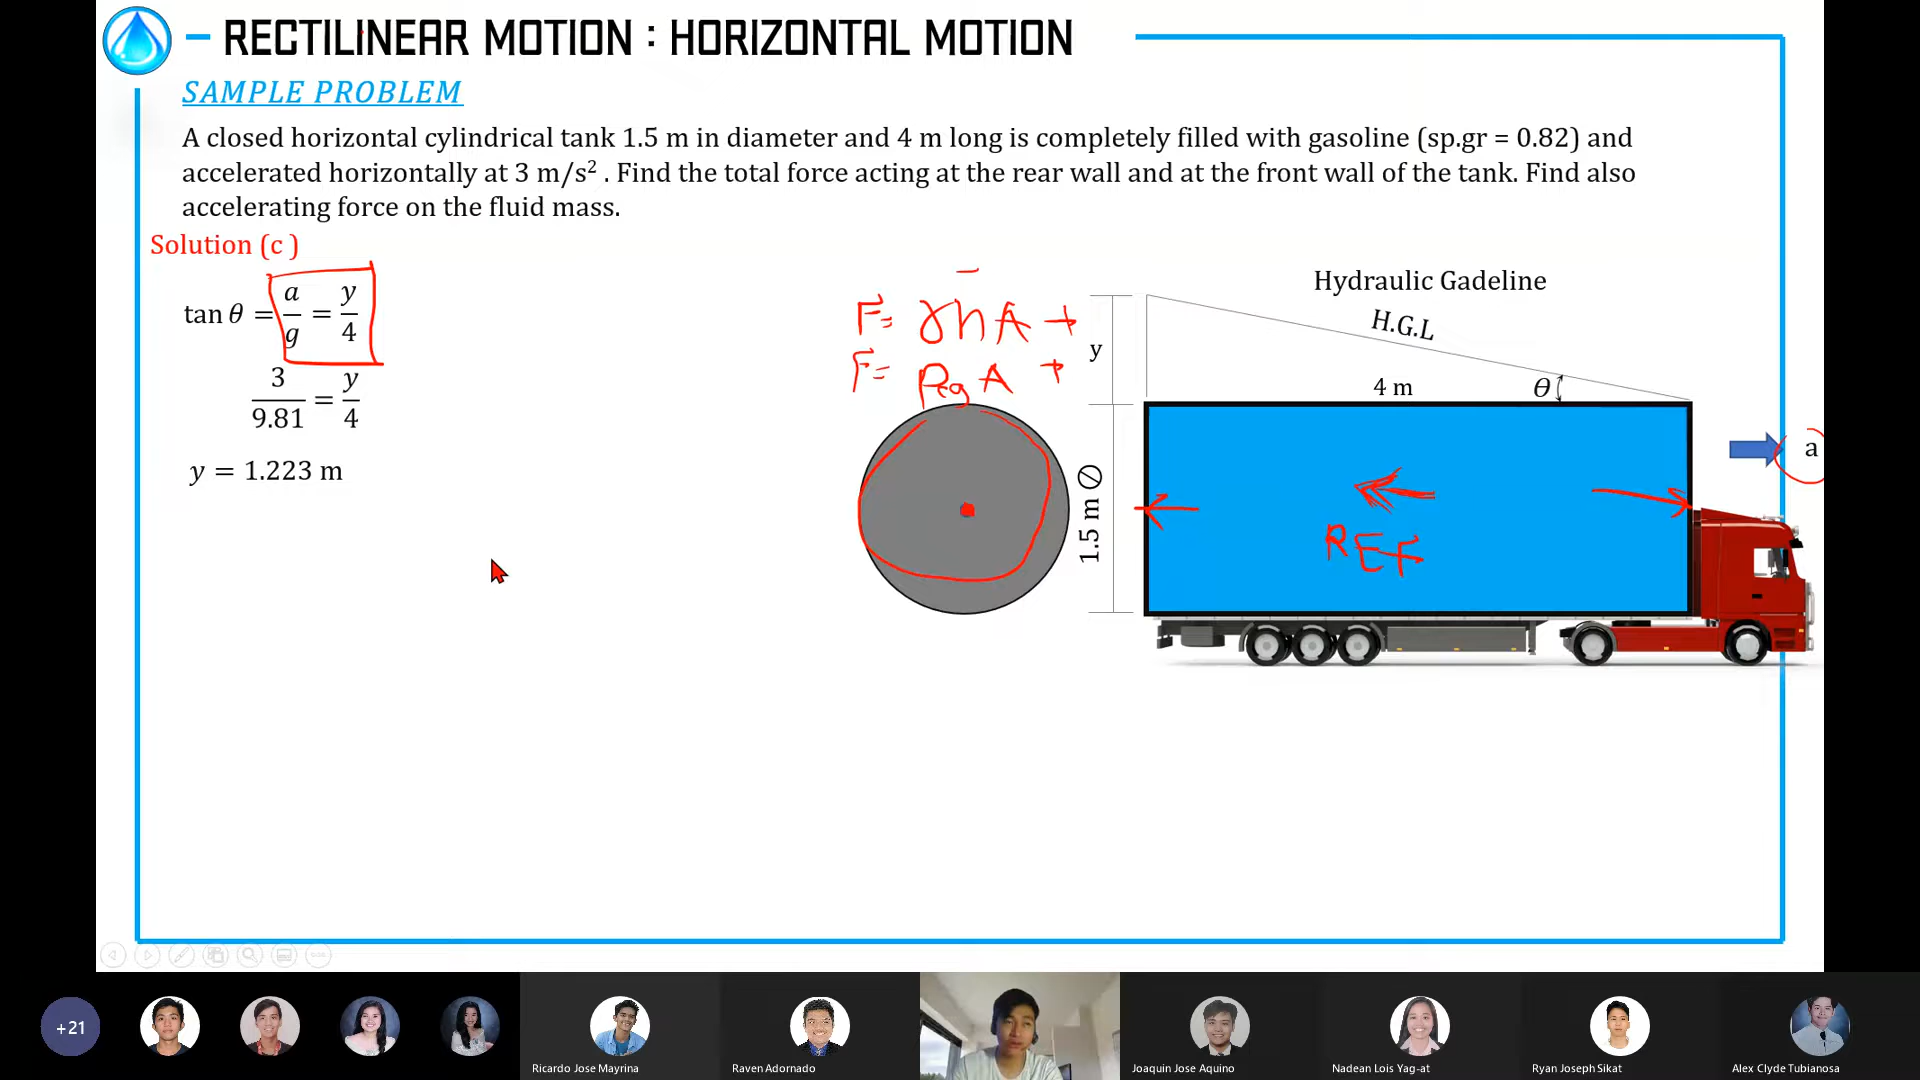 RECTILINEAR MOTION : HORIZONTAL MOTION
SAMPLE PROBLEM
A closed horizontal cylindrical tank 1.5 m in diameter and 4 m long is completely filled with gasoline (sp.gr = 0.82) and
accelerated horizontally at 3 m/s² . Find the total force acting at the rear wall and at the front wall of the tank. Find also
accelerating force on the fluid mass.
Solution (c )
tan θ = a/g = y/4
3/9.81 = y/4
y = 1.223 m
F= γh̄A +
F= PcgA +
Hydraulic Gadeline
H.G.L
y
4 m
θ
1.5 m ∅
a
REF
+21
Ricardo Jose Mayrina
Raven Adornado
Joaquin Jose Aquino
Nadean Lois Yag-at
Ryan Joseph Sikat
Alex Clyde Tubianosa